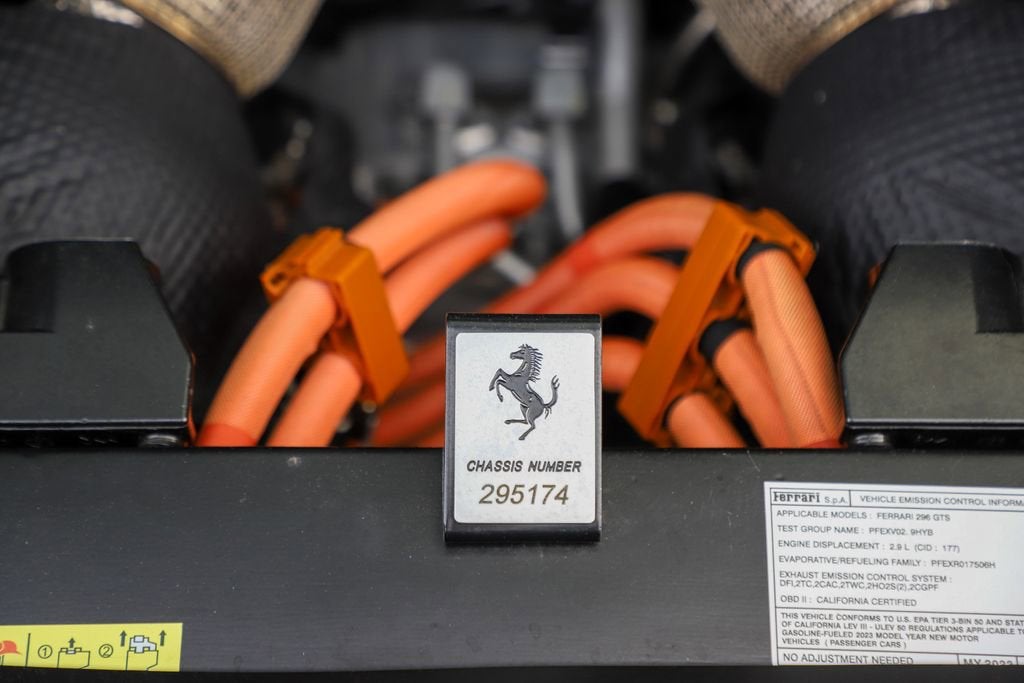 CHASSIS NUMBER
295174
Ferrari S.p.A. VEHICLE EMISSION CONTROL INFORMA
APPLICABLE MODELS : FERRARI 296 GTS
TEST GROUP NAME : PFEXV02. 9HYB
ENGINE DISPLACEMENT : 2.9 L (CID : 177)
EVAPORATIVE/REFUELING FAMILY : PFEXR017506H
EXHAUST EMISSION CONTROL SYSTEM :
DFI,2TC,2CAC,2TWC,2HO2S(2),2CGPF
OBD II : CALIFORNIA CERTIFIED
THIS VEHICLE CONFORMS TO U.S. EPA TIER 3-BIN 50 AND STAT
OF CALIFORNIA LEV III - ULEV 50 REGULATIONS APPLICABLE T
GASOLINE-FUELED 2023 MODEL YEAR NEW MOTOR
VEHICLES ( PASSENGER CARS )
NO ADJUSTMENT NEEDED MY 2023
1 2